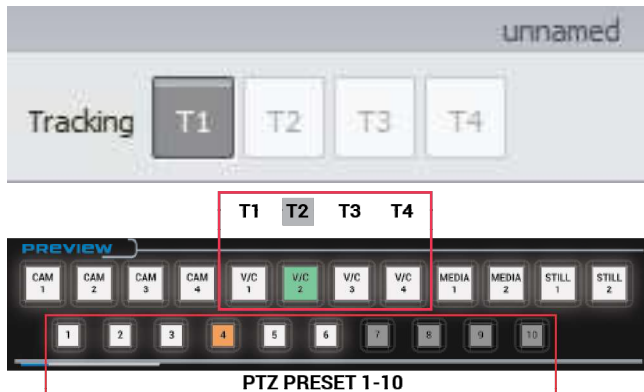 unnamed
Tracking T1 T2 T3 T4
T1 T2 T3 T4
PREVIEW
CAM 1 CAM 2 CAM 3 CAM 4 V/C 1 V/C 2 V/C 3 V/C 4 MEDIA 1 MEDIA 2 STILL 1 STILL 2
1 2 3 4 5 6 7 8 9 10
PTZ PRESET 1-10